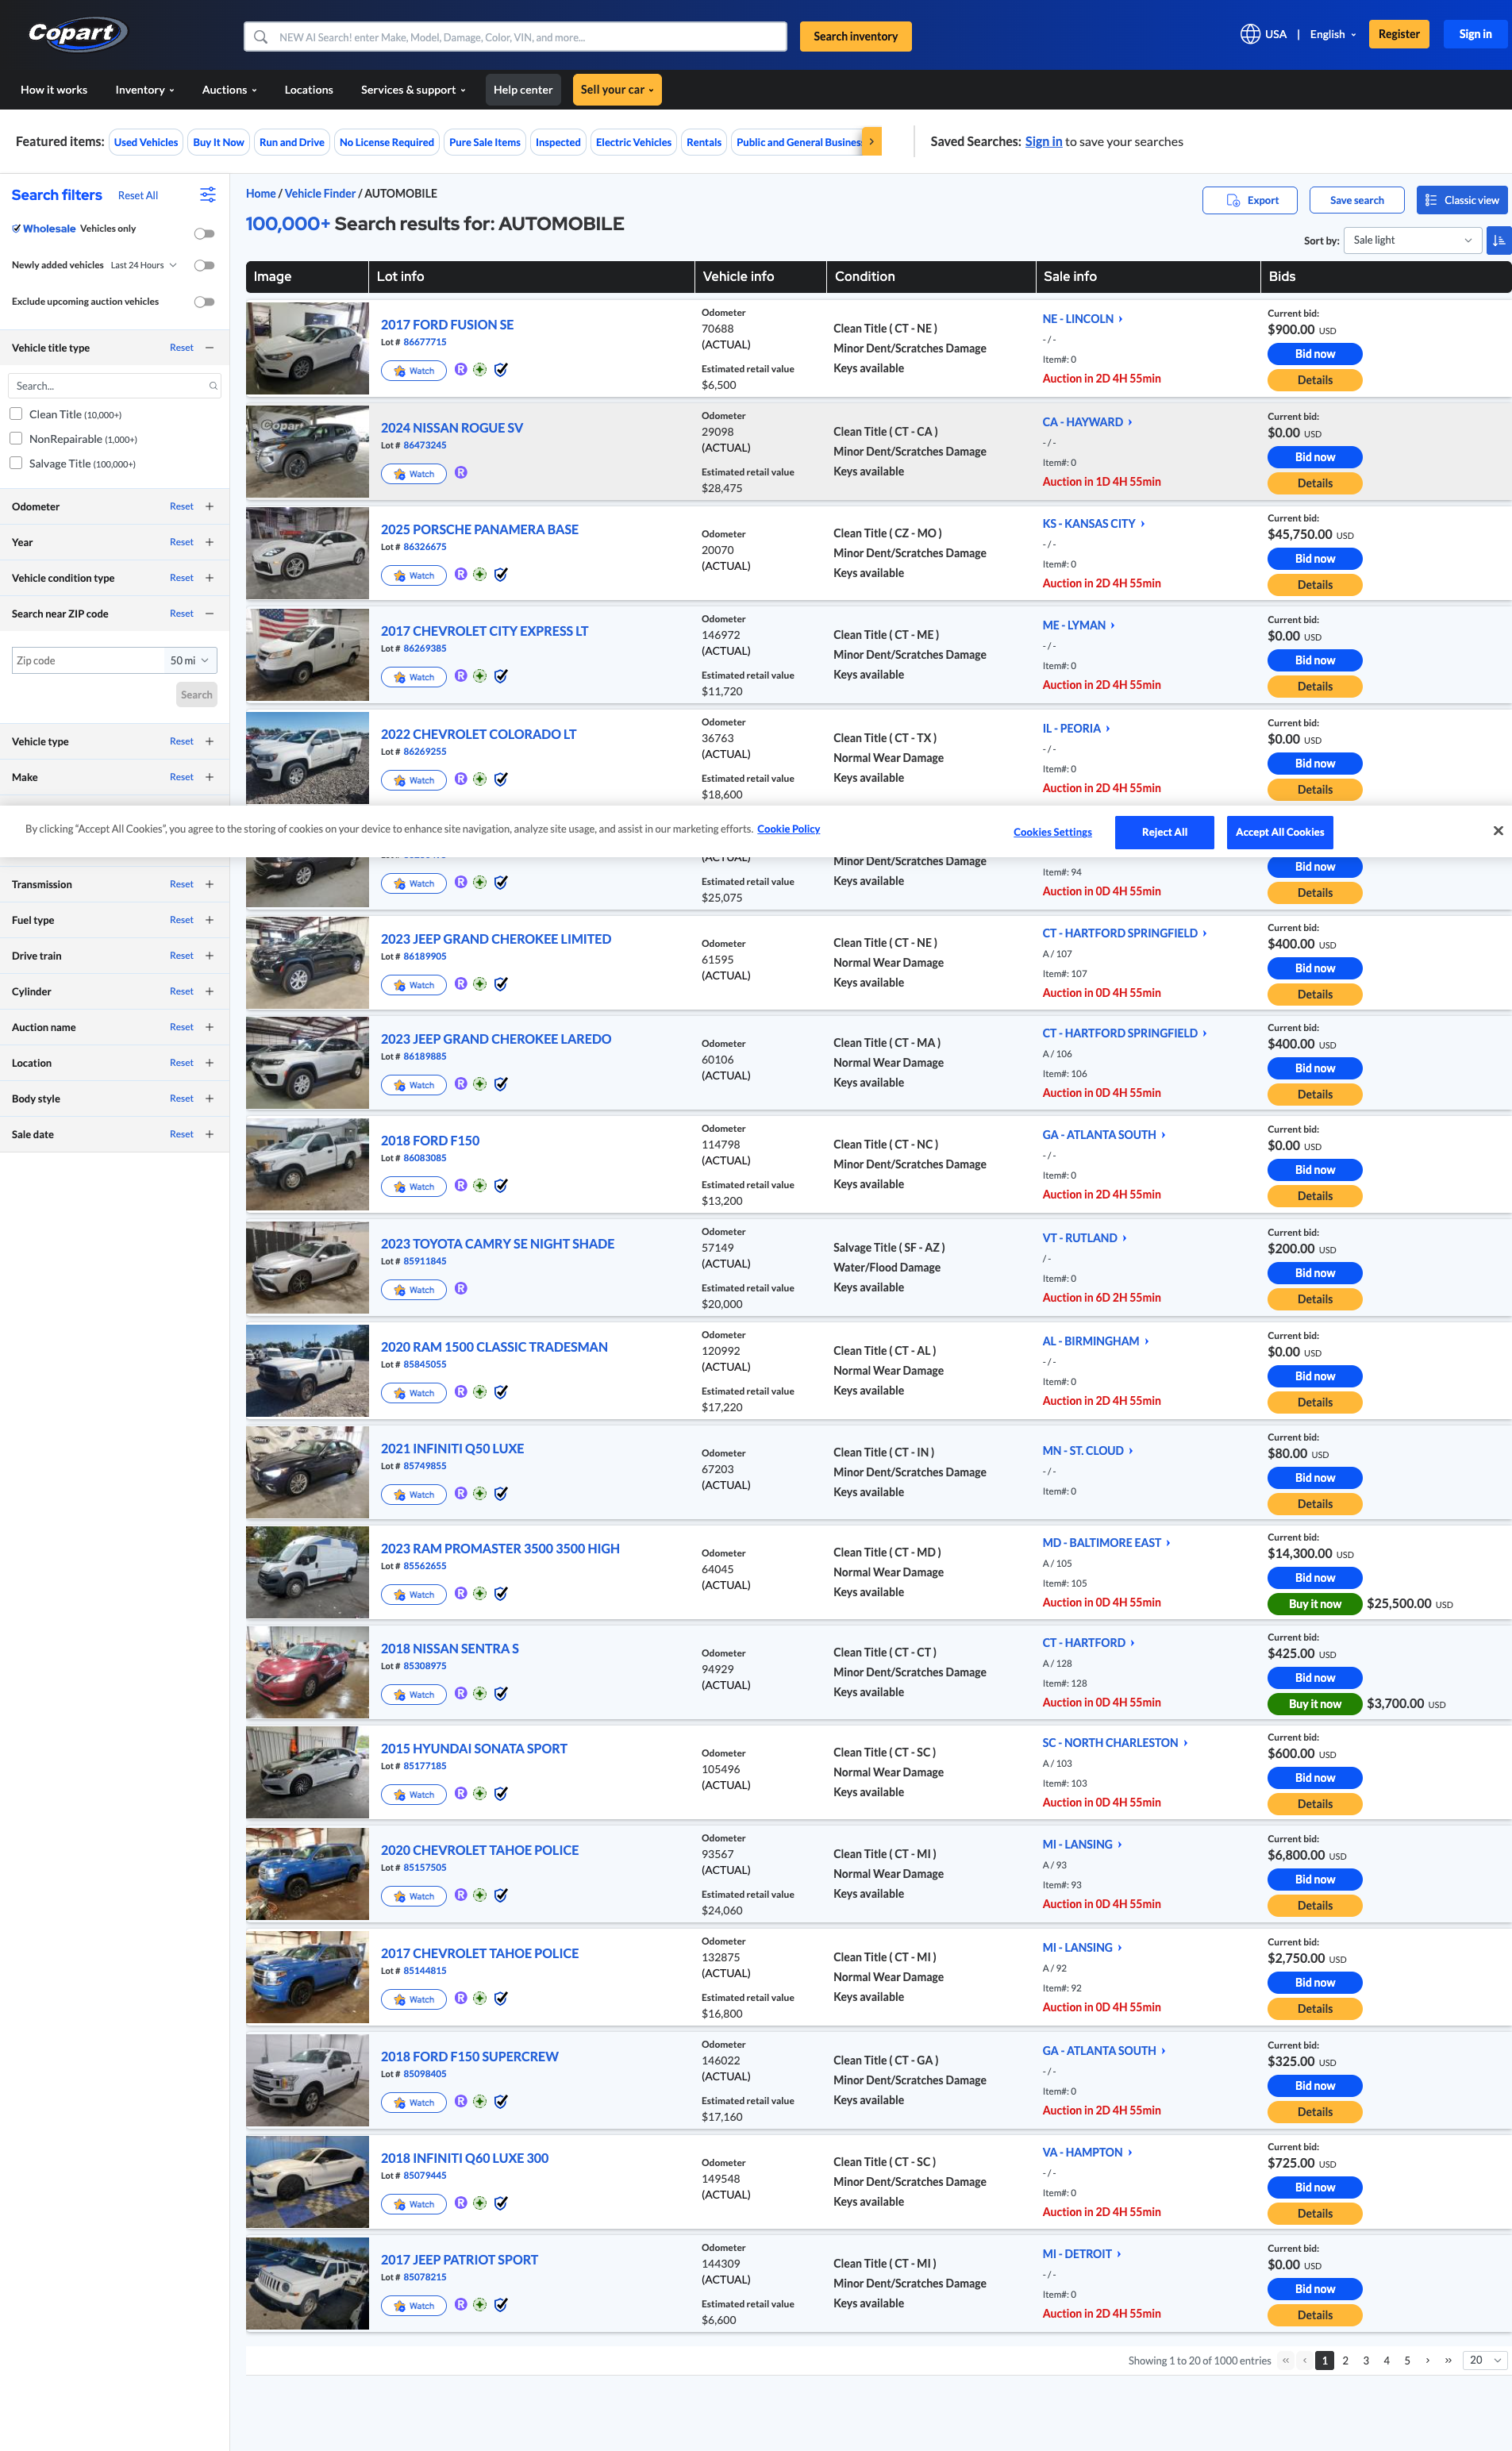 Copart
NEW AI Search! enter Make, Model, Damage, Color, VIN, and more...
Search inventory
USA | English
Register
Sign in
How it works
Inventory
Auctions
Locations
Services & support
Help center
Sell your car
Featured items:
Used Vehicles
Buy It Now
Run and Drive
No License Required
Pure Sale Items
Inspected
Electric Vehicles
Rentals
Public and General Business
Saved Searches: Sign in to save your searches
Search filters
Reset All
Wholesale Vehicles only
Newly added vehicles Last 24 Hours
Exclude upcoming auction vehicles
Vehicle title type Reset
Search...
Clean Title (10,000+)
NonRepairable (1,000+)
Salvage Title (100,000+)
Odometer Reset
Year Reset
Vehicle condition type Reset
Search near ZIP code Reset
Zip code 50 mi
Search
Vehicle type Reset
Make Reset
Transmission Reset
Fuel type Reset
Drive train Reset
Cylinder Reset
Auction name Reset
Location Reset
Body style Reset
Sale date Reset
Home / Vehicle Finder / AUTOMOBILE
100,000+ Search results for: AUTOMOBILE
Export
Save search
Classic view
Sort by: Sale light
Image Lot info Vehicle info Condition Sale info Bids
2017 FORD FUSION SE
Lot # 86677715
Watch
Odometer
70688
(ACTUAL)
Estimated retail value
$6,500
Clean Title ( CT - NE )
Minor Dent/Scratches Damage
Keys available
NE - LINCOLN
- / -
Item#: 0
Auction in 2D 4H 55min
Current bid:
$900.00 USD
Bid now
Details
Copart
2024 NISSAN ROGUE SV
Lot # 86473245
Watch
Odometer
29098
(ACTUAL)
Estimated retail value
$28,475
Clean Title ( CT - CA )
Minor Dent/Scratches Damage
Keys available
CA - HAYWARD
- / -
Item#: 0
Auction in 1D 4H 55min
Current bid:
$0.00 USD
Bid now
Details
2025 PORSCHE PANAMERA BASE
Lot # 86326675
Watch
Odometer
20070
(ACTUAL)
Clean Title ( CZ - MO )
Minor Dent/Scratches Damage
Keys available
KS - KANSAS CITY
- / -
Item#: 0
Auction in 2D 4H 55min
Current bid:
$45,750.00 USD
Bid now
Details
2017 CHEVROLET CITY EXPRESS LT
Lot # 86269385
Watch
Odometer
146972
(ACTUAL)
Estimated retail value
$11,720
Clean Title ( CT - ME )
Minor Dent/Scratches Damage
Keys available
ME - LYMAN
- / -
Item#: 0
Auction in 2D 4H 55min
Current bid:
$0.00 USD
Bid now
Details
2022 CHEVROLET COLORADO LT
Lot # 86269255
Watch
Odometer
36763
(ACTUAL)
Estimated retail value
$18,600
Clean Title ( CT - TX )
Normal Wear Damage
Keys available
IL - PEORIA
- / -
Item#: 0
Auction in 2D 4H 55min
Current bid:
$0.00 USD
Bid now
Details
By clicking “Accept All Cookies”, you agree to the storing of cookies on your device to enhance site navigation, analyze site usage, and assist in our marketing efforts. Cookie Policy
Cookies Settings
Reject All
Accept All Cookies
Watch
(ACTUAL)
Estimated retail value
$25,075
Minor Dent/Scratches Damage
Keys available
Item#: 94
Auction in 0D 4H 55min
Bid now
Details
2023 JEEP GRAND CHEROKEE LIMITED
Lot # 86189905
Watch
Odometer
61595
(ACTUAL)
Clean Title ( CT - NE )
Normal Wear Damage
Keys available
CT - HARTFORD SPRINGFIELD
A / 107
Item#: 107
Auction in 0D 4H 55min
Current bid:
$400.00 USD
Bid now
Details
2023 JEEP GRAND CHEROKEE LAREDO
Lot # 86189885
Watch
Odometer
60106
(ACTUAL)
Clean Title ( CT - MA )
Normal Wear Damage
Keys available
CT - HARTFORD SPRINGFIELD
A / 106
Item#: 106
Auction in 0D 4H 55min
Current bid:
$400.00 USD
Bid now
Details
2018 FORD F150
Lot # 86083085
Watch
Odometer
114798
(ACTUAL)
Estimated retail value
$13,200
Clean Title ( CT - NC )
Minor Dent/Scratches Damage
Keys available
GA - ATLANTA SOUTH
- / -
Item#: 0
Auction in 2D 4H 55min
Current bid:
$0.00 USD
Bid now
Details
2023 TOYOTA CAMRY SE NIGHT SHADE
Lot # 85911845
Watch
Odometer
57149
(ACTUAL)
Estimated retail value
$20,000
Salvage Title ( SF - AZ )
Water/Flood Damage
Keys available
VT - RUTLAND
/ -
Item#: 0
Auction in 6D 2H 55min
Current bid:
$200.00 USD
Bid now
Details
2020 RAM 1500 CLASSIC TRADESMAN
Lot # 85845055
Watch
Odometer
120992
(ACTUAL)
Estimated retail value
$17,220
Clean Title ( CT - AL )
Normal Wear Damage
Keys available
AL - BIRMINGHAM
- / -
Item#: 0
Auction in 2D 4H 55min
Current bid:
$0.00 USD
Bid now
Details
2021 INFINITI Q50 LUXE
Lot # 85749855
Watch
Odometer
67203
(ACTUAL)
Clean Title ( CT - IN )
Minor Dent/Scratches Damage
Keys available
MN - ST. CLOUD
- / -
Item#: 0
Current bid:
$80.00 USD
Bid now
Details
2023 RAM PROMASTER 3500 3500 HIGH
Lot # 85562655
Watch
Odometer
64045
(ACTUAL)
Clean Title ( CT - MD )
Normal Wear Damage
Keys available
MD - BALTIMORE EAST
A / 105
Item#: 105
Auction in 0D 4H 55min
Current bid:
$14,300.00 USD
Bid now
Buy it now $25,500.00 USD
2018 NISSAN SENTRA S
Lot # 85308975
Watch
Odometer
94929
(ACTUAL)
Clean Title ( CT - CT )
Minor Dent/Scratches Damage
Keys available
CT - HARTFORD
A / 128
Item#: 128
Auction in 0D 4H 55min
Current bid:
$425.00 USD
Bid now
Buy it now $3,700.00 USD
2015 HYUNDAI SONATA SPORT
Lot # 85177185
Watch
Odometer
105496
(ACTUAL)
Clean Title ( CT - SC )
Normal Wear Damage
Keys available
SC - NORTH CHARLESTON
A / 103
Item#: 103
Auction in 0D 4H 55min
Current bid:
$600.00 USD
Bid now
Details
2020 CHEVROLET TAHOE POLICE
Lot # 85157505
Watch
Odometer
93567
(ACTUAL)
Estimated retail value
$24,060
Clean Title ( CT - MI )
Normal Wear Damage
Keys available
MI - LANSING
A / 93
Item#: 93
Auction in 0D 4H 55min
Current bid:
$6,800.00 USD
Bid now
Details
2017 CHEVROLET TAHOE POLICE
Lot # 85144815
Watch
Odometer
132875
(ACTUAL)
Estimated retail value
$16,800
Clean Title ( CT - MI )
Normal Wear Damage
Keys available
MI - LANSING
A / 92
Item#: 92
Auction in 0D 4H 55min
Current bid:
$2,750.00 USD
Bid now
Details
2018 FORD F150 SUPERCREW
Lot # 85098405
Watch
Odometer
146022
(ACTUAL)
Estimated retail value
$17,160
Clean Title ( CT - GA )
Minor Dent/Scratches Damage
Keys available
GA - ATLANTA SOUTH
- / -
Item#: 0
Auction in 2D 4H 55min
Current bid:
$325.00 USD
Bid now
Details
2018 INFINITI Q60 LUXE 300
Lot # 85079445
Watch
Odometer
149548
(ACTUAL)
Clean Title ( CT - SC )
Minor Dent/Scratches Damage
Keys available
VA - HAMPTON
- / -
Item#: 0
Auction in 2D 4H 55min
Current bid:
$725.00 USD
Bid now
Details
2017 JEEP PATRIOT SPORT
Lot # 85078215
Watch
Odometer
144309
(ACTUAL)
Estimated retail value
$6,600
Clean Title ( CT - MI )
Minor Dent/Scratches Damage
Keys available
MI - DETROIT
- / -
Item#: 0
Auction in 2D 4H 55min
Current bid:
$0.00 USD
Bid now
Details
Showing 1 to 20 of 1000 entries « ‹ 1 2 3 4 5 › » 20